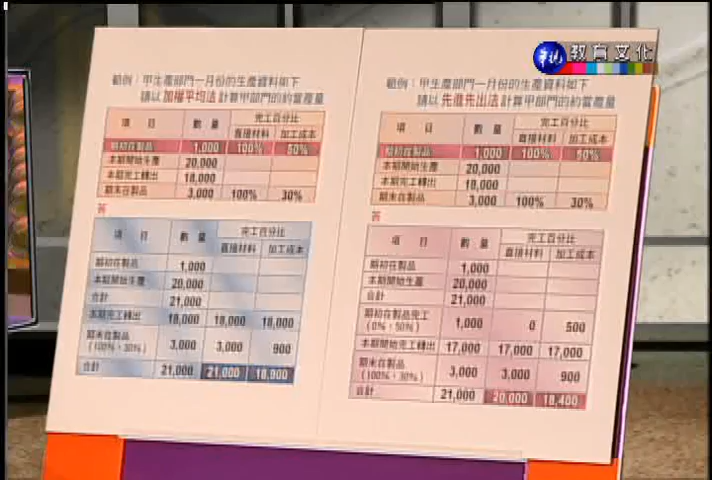 華視 教育文化
範例：甲生產部門一月份的生產資料如下
請以加權平均法計算甲部門的約當產量
項 目 數 量 完工百分比
直接材料 加工成本
期初在製品 1,000 100% 50%
本期開始生產 20,000
本期完工轉出 18,000
期末在製品 3,000 100% 30%
答
項 目 數 量 完工百分比
直接材料 加工成本
期初在製品 1,000
本期開始生產 20,000
合計 21,000
本期完工轉出 18,000 18,000 18,000
期末在製品
(100%，30%) 3,000 3,000 900
合計 21,000 21,000 18,900
範例：甲生產部門一月份的生產資料如下
請以先進先出法計算甲部門的約當產量
項 目 數 量 完工百分比
直接材料 加工成本
期初在製品 1,000 100% 50%
本期開始生產 20,000
本期完工轉出 18,000
期末在製品 3,000 100% 30%
答
項 目 數 量 完工百分比
直接材料 加工成本
期初在製品 1,000
本期開始生產 20,000
合計 21,000
期初在製品完工
(0%，50%) 1,000 0 500
本期開始完工轉出 17,000 17,000 17,000
期末在製品
(100%，30%) 3,000 3,000 900
合計 21,000 20,000 18,400